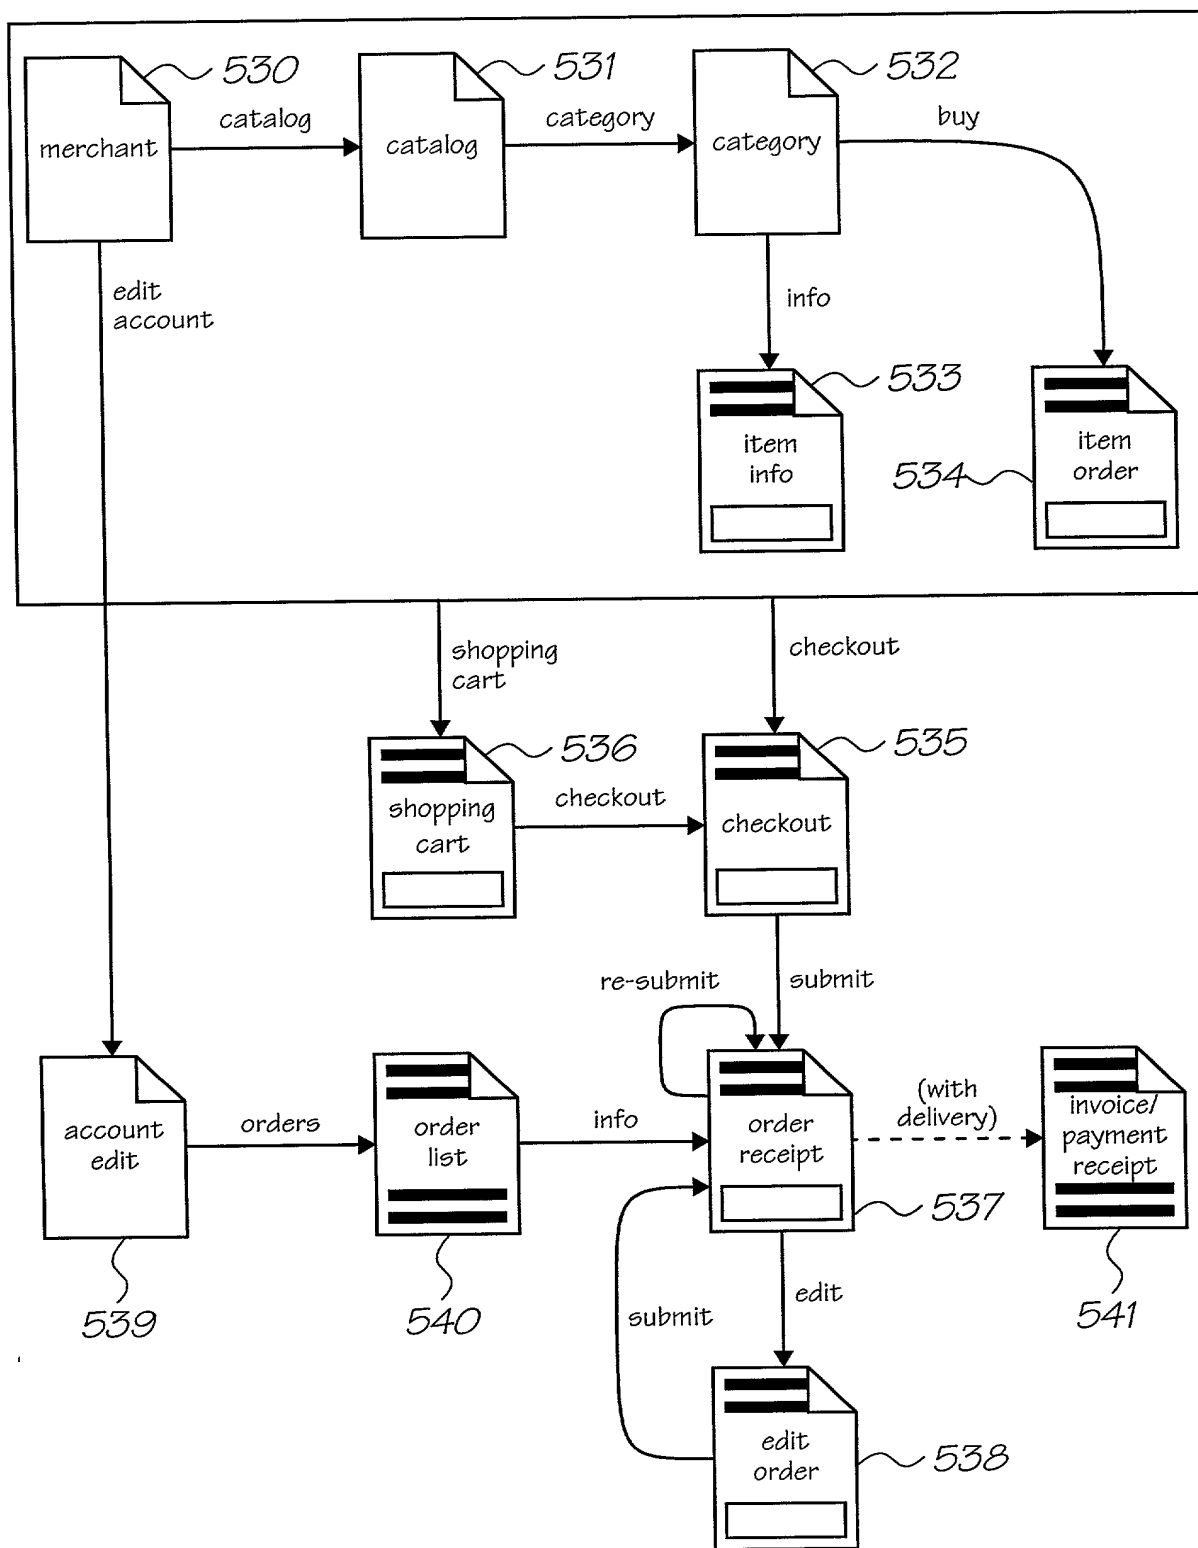 530
531
532
merchant
catalog
catalog
category
category
buy
edit
account
info
533
item
info
534
item
order
shopping
cart
checkout
536
535
shopping
cart
checkout
checkout
re-submit
submit
account
edit
orders
order
list
info
order
receipt
(with
delivery)
invoice/
payment
receipt
537
539
540
submit
edit
541
edit
order
538